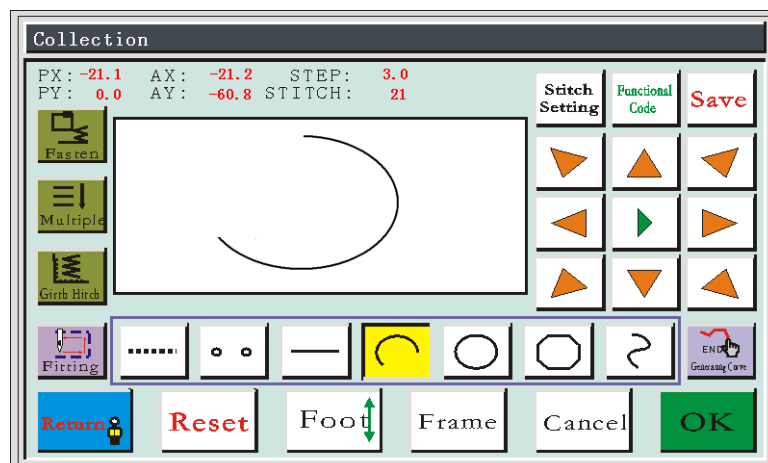 Collection
PX: -21.1 AX: -21.2 STEP: 3.0
PY: 0.0 AY: -60.8 STITCH: 21
Stitch Setting
Functional Code
Save
Fasten
Multiple
Girth Hitch
Fitting
END
Generating Curve
Return
Reset
Foot
Frame
Cancel
OK